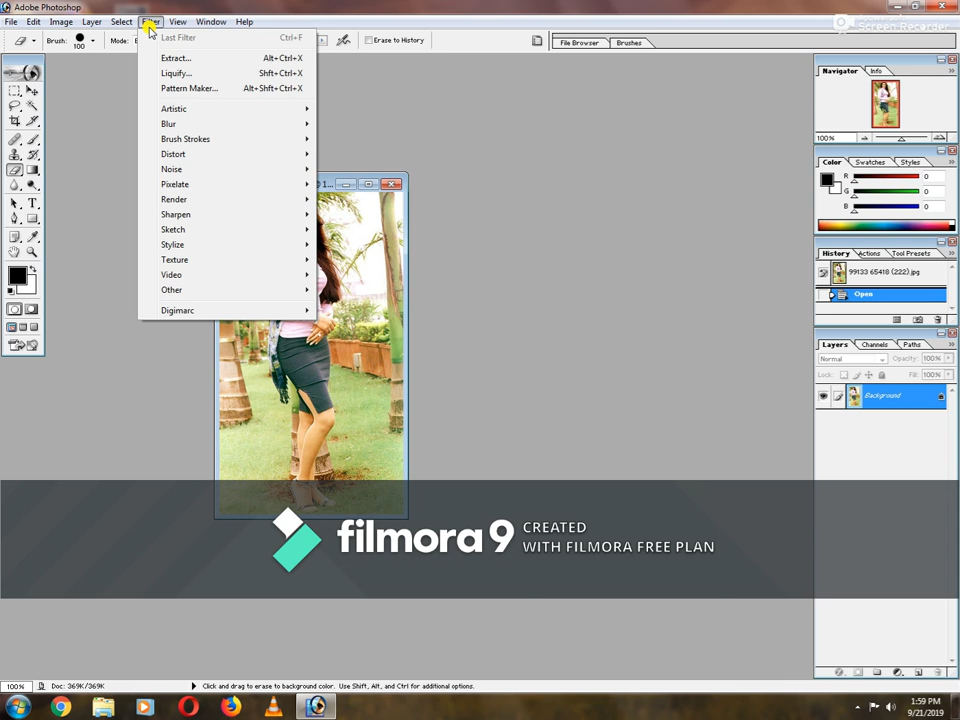 Adobe Photoshop
File Edit Image Layer Select Filter View Window Help
Screen Recorder
Brush: 100 Mode: Erase to History File Browser Brushes
Last Filter Ctrl+F
Extract... Alt+Ctrl+X
Liquify... Shft+Ctrl+X
Pattern Maker... Alt+Shft+Ctrl+X
Artistic
Blur
Brush Strokes
Distort
Noise
Pixelate
Render
Sharpen
Sketch
Stylize
Texture
Video
Other
Digimarc
Navigator Info
100%
Color Swatches Styles
R 0
G 0
B 0
History Actions Tool Presets
99133 65418 (222).jpg
Open
Layers Channels Paths
Normal Opacity: 100%
Lock: Fill: 100%
Background
filmora9 CREATED
WITH FILMORA FREE PLAN
100% Doc: 369K/369K Click and drag to erase to background color. Use Shift, Alt, and Ctrl for additional options.
1:59 PM
9/21/2019